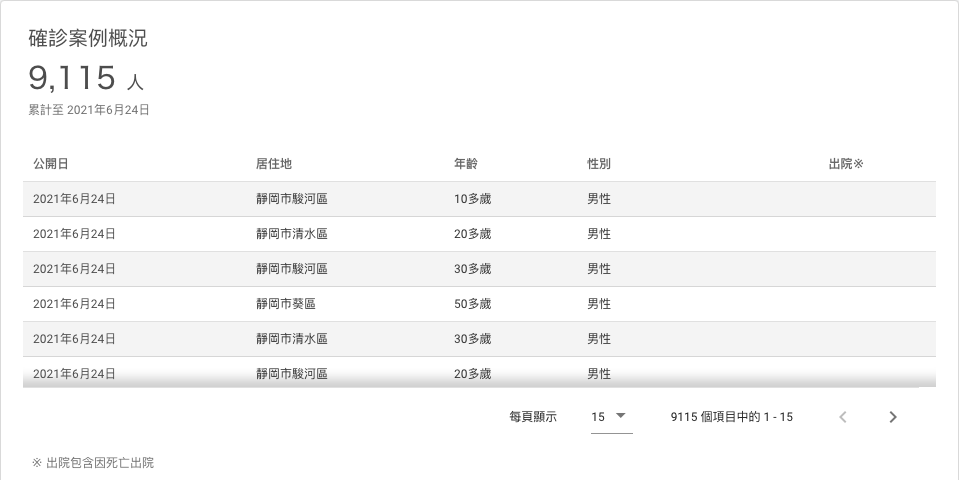 確診案例概況
9,115 人
累計至 2021年6月24日
公開日 居住地 年齡 性別 出院※
2021年6月24日 靜岡市駿河區 10多歲 男性
2021年6月24日 靜岡市清水區 20多歲 男性
2021年6月24日 靜岡市駿河區 30多歲 男性
2021年6月24日 靜岡市葵區 50多歲 男性
2021年6月24日 靜岡市清水區 30多歲 男性
2021年6月24日 靜岡市駿河區 20多歲 男性
每頁顯示 15 9115 個項目中的 1 - 15
※ 出院包含因死亡出院